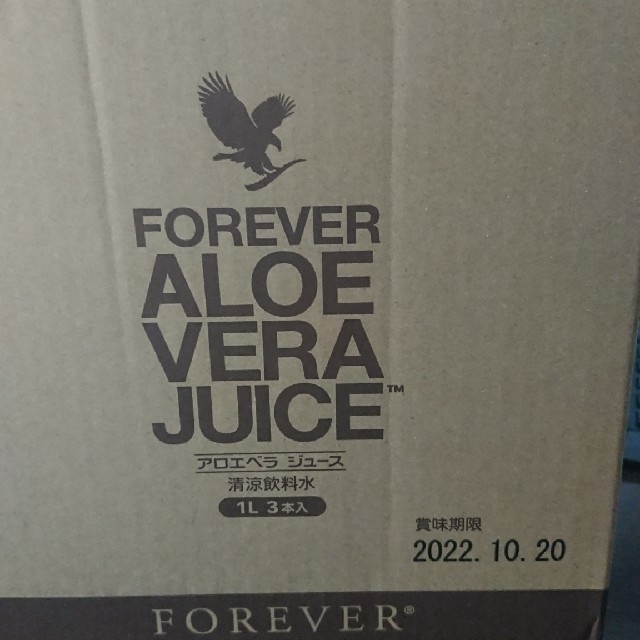 FOREVER
ALOE
VERA
JUICE™
アロエベラ ジュース
清涼飲料水
1L 3本入
賞味期限
2022.10.20
FOREVER®